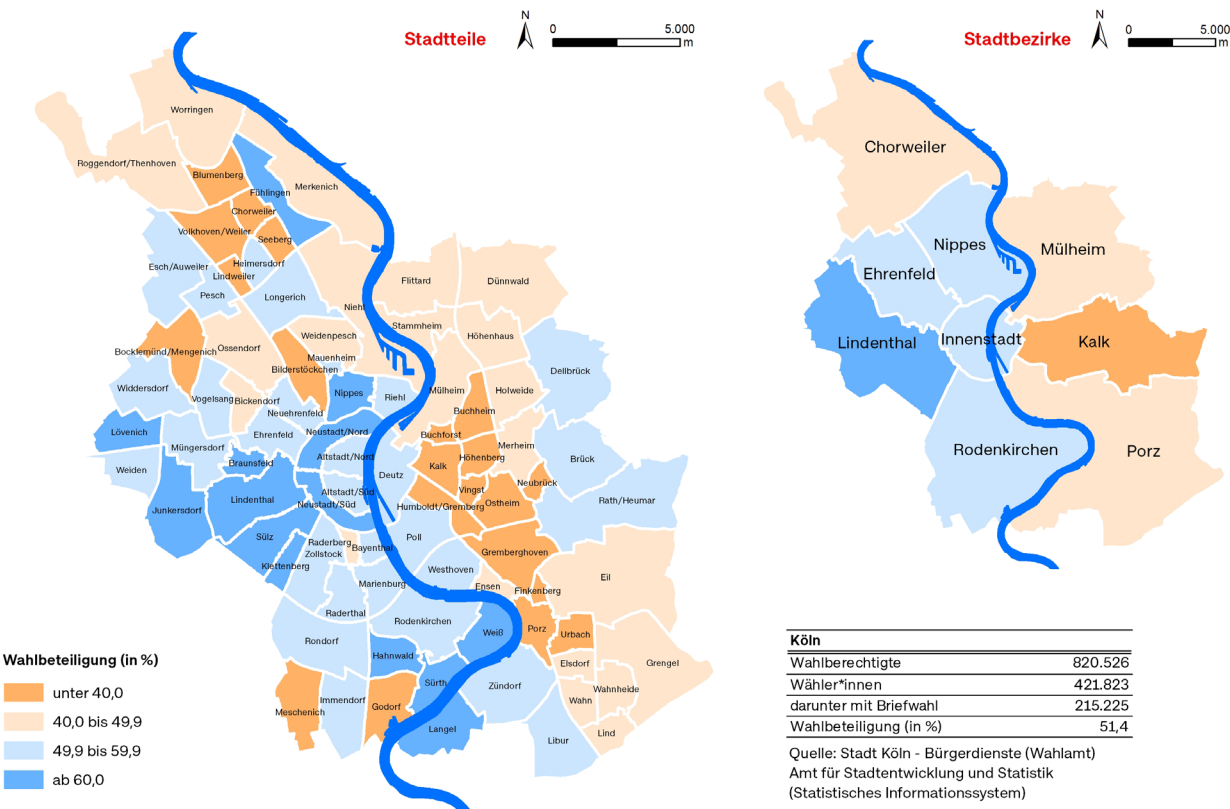 Stadtteile
N
0
5.000
m
Worringen
Roggendorf/Thenhoven
Blumenberg
Fühlingen
Merkenich
Chorweiler
Volkhoven/Weiler
Seeberg
Esch/Auweiler
Heimersdorf
Lindweiler
Pesch
Longerich
Niehl
Flittard
Dünnwald
Stammheim
Höhenhaus
Weidenpesch
Ossendorf
Bocklemünd/Mengenich
Mauenheim
Bilderstöckchen
Dellbrück
Widdersdorf
Vogelsang
Bickendorf
Nippes
Riehl
Mülheim
Holweide
Buchheim
Neuehrenfeld
Lövenich
Ehrenfeld
Neustadt/Nord
Buchforst
Müngersdorf
Merheim
Altstadt/Nord
Höhenberg
Brück
Weiden
Braunsfeld
Kalk
Deutz
Neubrück
Lindenthal
Altstadt/Süd
Vingst
Rath/Heumar
Neustadt/Süd
Humboldt/Gremberg
Ostheim
Junkersdorf
Sülz
Poll
Raderberg
Zollstock
Bayenthal
Gremberghoven
Klettenberg
Westhoven
Eil
Marienburg
Ensen
Finkenberg
Raderthal
Rodenkirchen
Weiß
Porz
Urbach
Rondorf
Hahnwald
Elsdorf
Grengel
Sürth
Zündorf
Wahnheide
Immendorf
Wahn
Meschenich
Godorf
Langel
Lind
Libur
Wahlbeteiligung (in %)
unter 40,0
40,0 bis 49,9
49,9 bis 59,9
ab 60,0
Stadtbezirke
N
0
5.000
m
Chorweiler
Nippes
Mülheim
Ehrenfeld
Lindenthal
Innenstadt
Kalk
Rodenkirchen
Porz
Köln
Wahlberechtigte 820.526
Wähler*innen 421.823
darunter mit Briefwahl 215.225
Wahlbeteiligung (in %) 51,4
Quelle: Stadt Köln - Bürgerdienste (Wahlamt)
Amt für Stadtentwicklung und Statistik
(Statistisches Informationssystem)